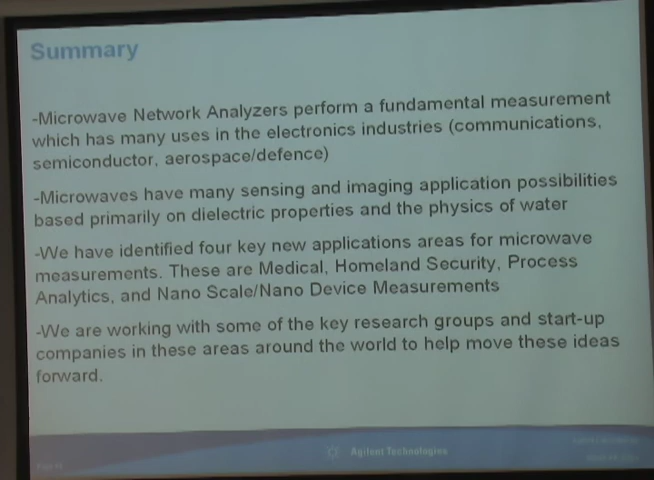 Summary
-Microwave Network Analyzers perform a fundamental measurement
which has many uses in the electronics industries (communications,
semiconductor, aerospace/defence)
-Microwaves have many sensing and imaging application possibilities
based primarily on dielectric properties and the physics of water
-We have identified four key new applications areas for microwave
measurements. These are Medical, Homeland Security, Process
Analytics, and Nano Scale/Nano Device Measurements
-We are working with some of the key research groups and start-up
companies in these areas around the world to help move these ideas
forward.
Agilent Technologies